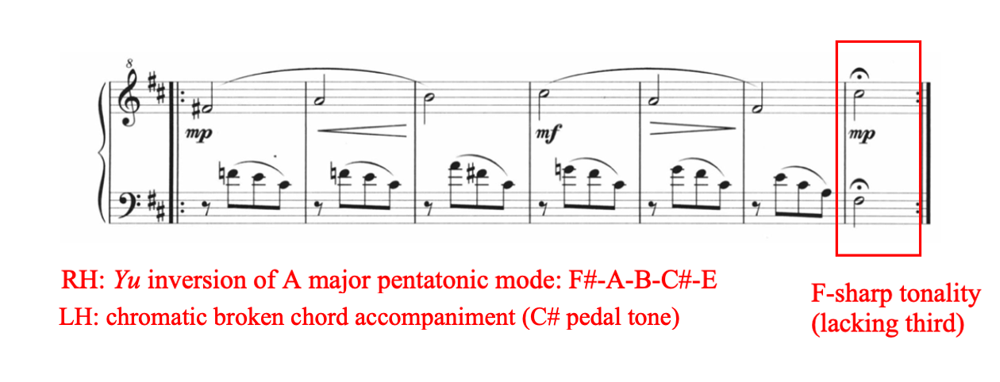 8
mp
mf
mp
RH: Yu inversion of A major pentatonic mode: F#-A-B-C#-E
LH: chromatic broken chord accompaniment (C# pedal tone)
F-sharp tonality
(lacking third)